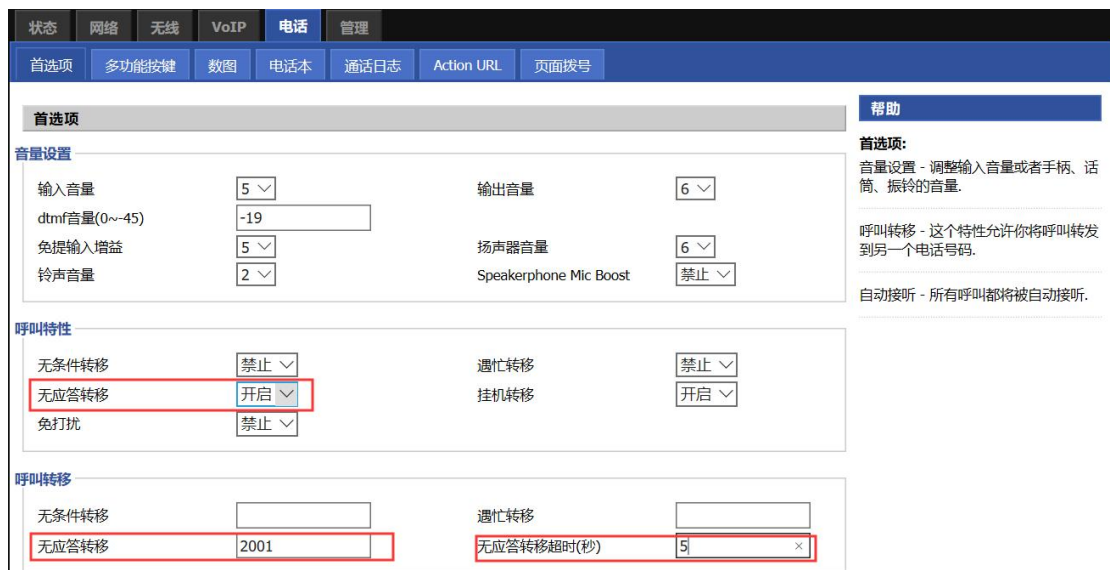 状态 网络 无线 VoIP 电话 管理
首选项 多功能按键 数图 电话本 通话日志 Action URL 页面拨号
首选项
音量设置
输入音量 5 输出音量 6
dtmf音量(0~-45) -19
免提输入增益 5 扬声器音量 6
铃声音量 2 Speakerphone Mic Boost 禁止
呼叫特性
无条件转移 禁止 遇忙转移 禁止
无应答转移 开启 挂机转移 开启
免打扰 禁止
呼叫转移
无条件转移 遇忙转移
无应答转移 2001 无应答转移超时(秒) 5 ×
帮助
首选项:
音量设置 - 调整输入音量或者手柄、话
筒、振铃的音量.
呼叫转移 - 这个特性允许你将呼叫转发
到另一个电话号码.
自动接听 - 所有呼叫都将被自动接听.